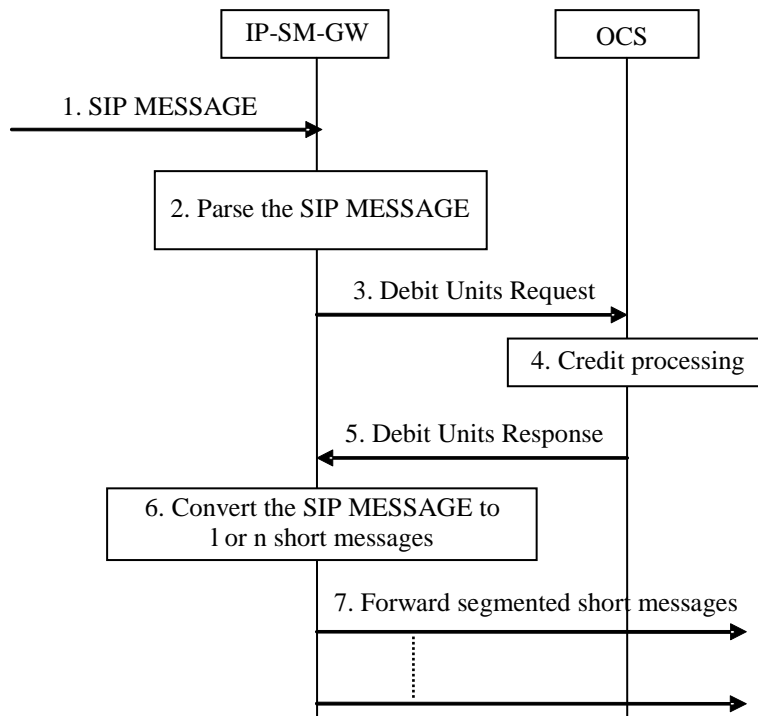 IP-SM-GW
OCS
1. SIP MESSAGE
2. Parse the SIP MESSAGE
3. Debit Units Request
4. Credit processing
5. Debit Units Response
6. Convert the SIP MESSAGE to
l or n short messages
7. Forward segmented short messages